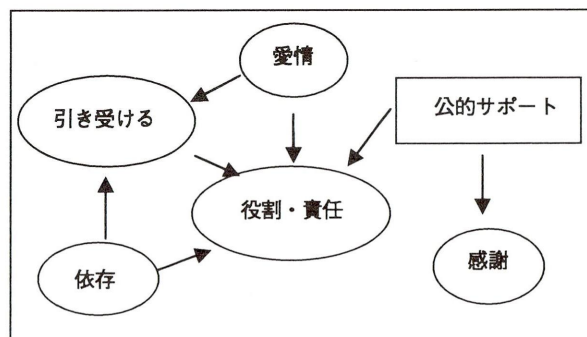 愛情
引き受ける
公的サポート
役割・責任
依存
感謝